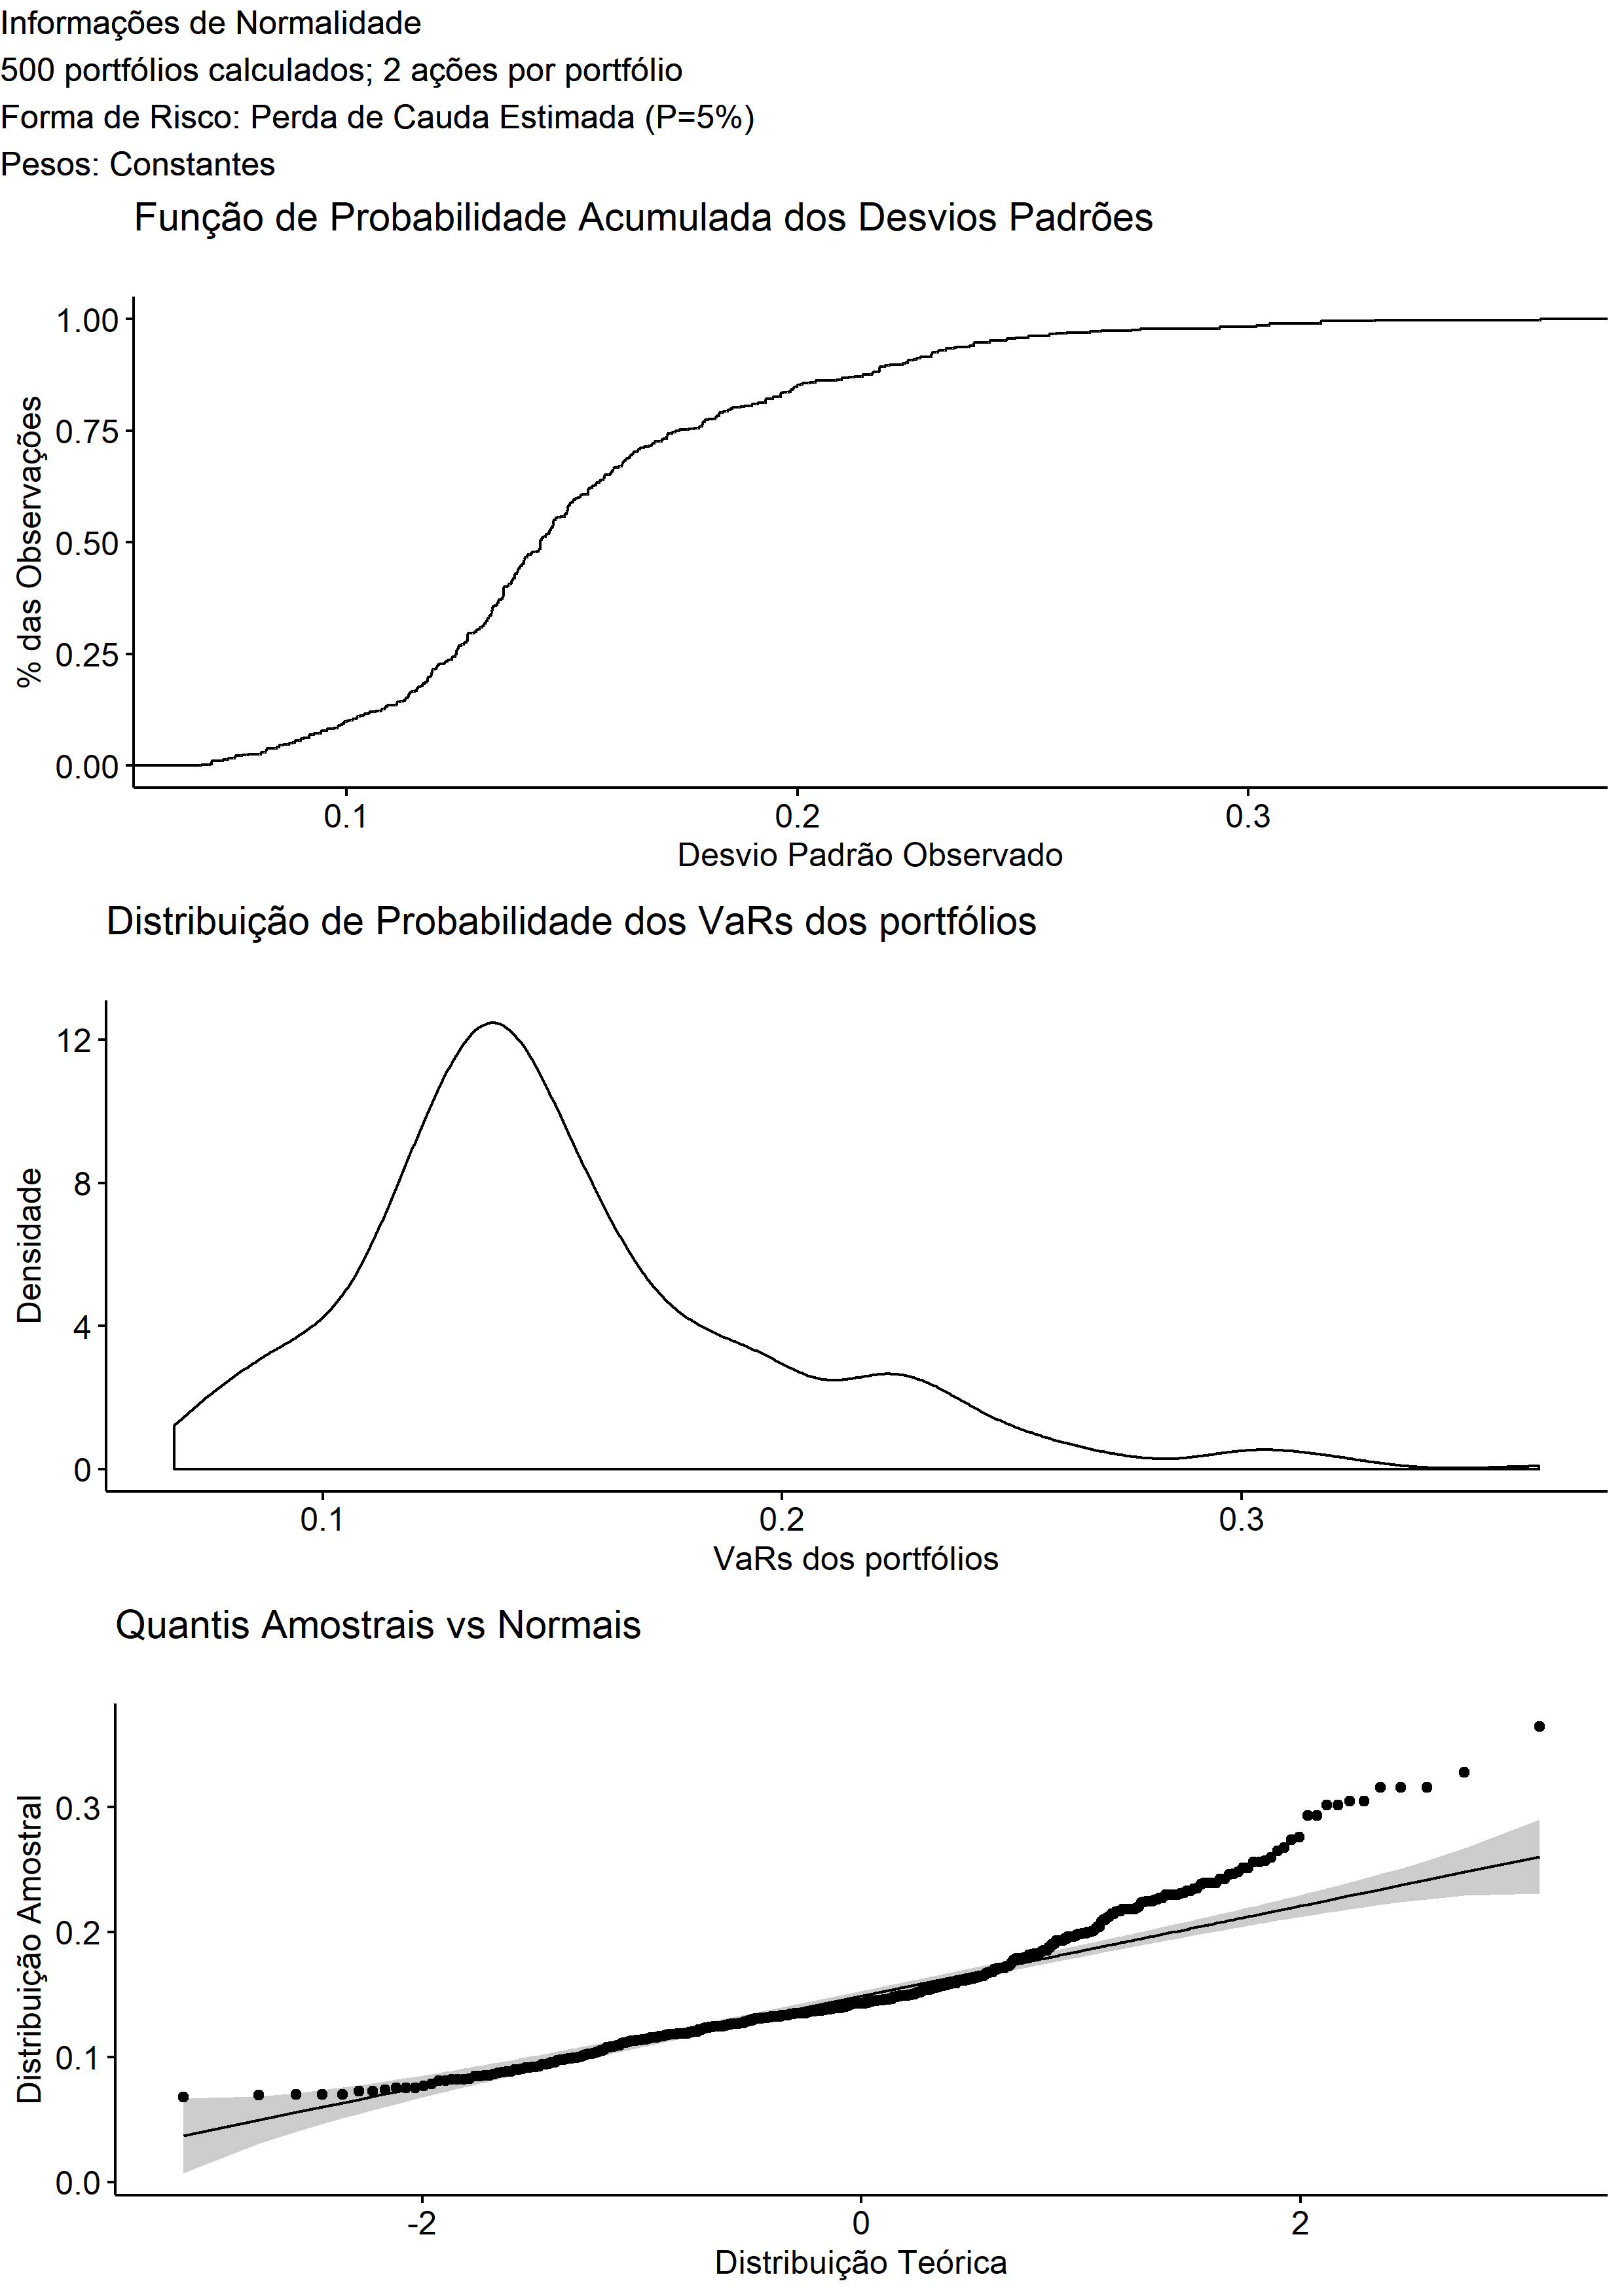 Informações de Normalidade
500 portfólios calculados; 2 ações por portfólio
Forma de Risco: Perda de Cauda Estimada (P=5%)
Pesos: Constantes
Função de Probabilidade Acumulada dos Desvios Padrões
% das Observações
1.00
0.75
0.50
0.25
0.00
0.1
0.2
0.3
Desvio Padrão Observado
Distribuição de Probabilidade dos VaRs dos portfólios
Densidade
12
8
4
0
0.1
0.2
0.3
VaRs dos portfólios
Quantis Amostrais vs Normais
Distribuição Amostral
0.3
0.2
0.1
0.0
-2
0
2
Distribuição Teórica